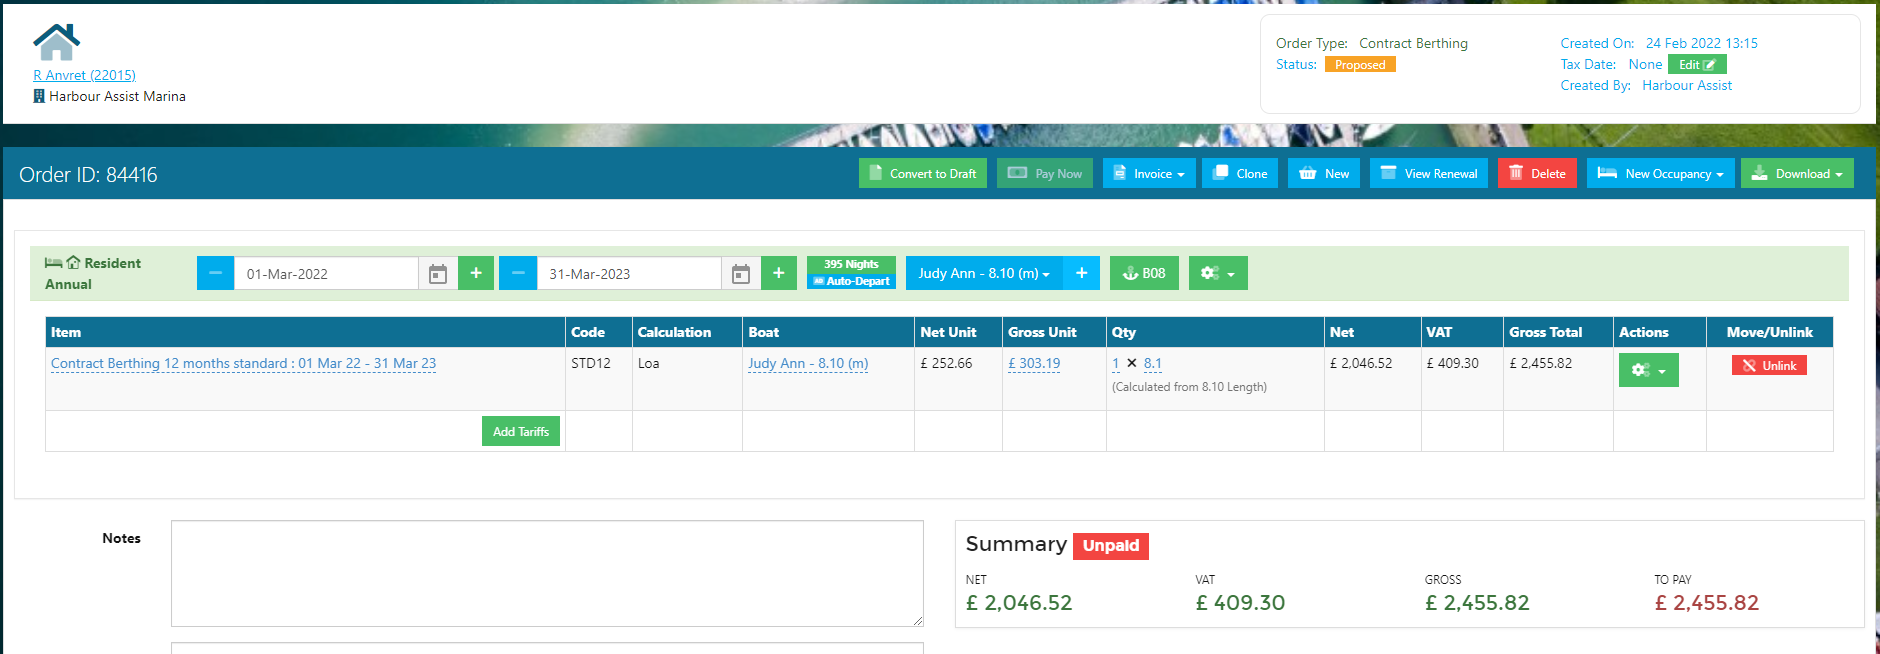 R Anvret (22015)
Harbour Assist Marina
Order Type: Contract Berthing
Status: Proposed
Created On: 24 Feb 2022 13:15
Tax Date: None Edit
Created By: Harbour Assist
Order ID: 84416
Convert to Draft Pay Now Invoice Clone New View Renewal Delete New Occupancy Download
Resident
Annual
01-Mar-2022 + 31-Mar-2023 + 395 Nights
Auto-Depart
Judy Ann - 8.10 (m) + B08
Item Code Calculation Boat Net Unit Gross Unit Qty Net VAT Gross Total Actions Move/Unlink
Contract Berthing 12 months standard : 01 Mar 22 - 31 Mar 23 STD12 Loa Judy Ann - 8.10 (m) £ 252.66 £ 303.19 1 × 8.1 £ 2,046.52 £ 409.30 £ 2,455.82 Unlink
(Calculated from 8.10 Length)
Add Tariffs
Notes
Summary Unpaid
NET VAT GROSS TO PAY
£ 2,046.52 £ 409.30 £ 2,455.82 £ 2,455.82